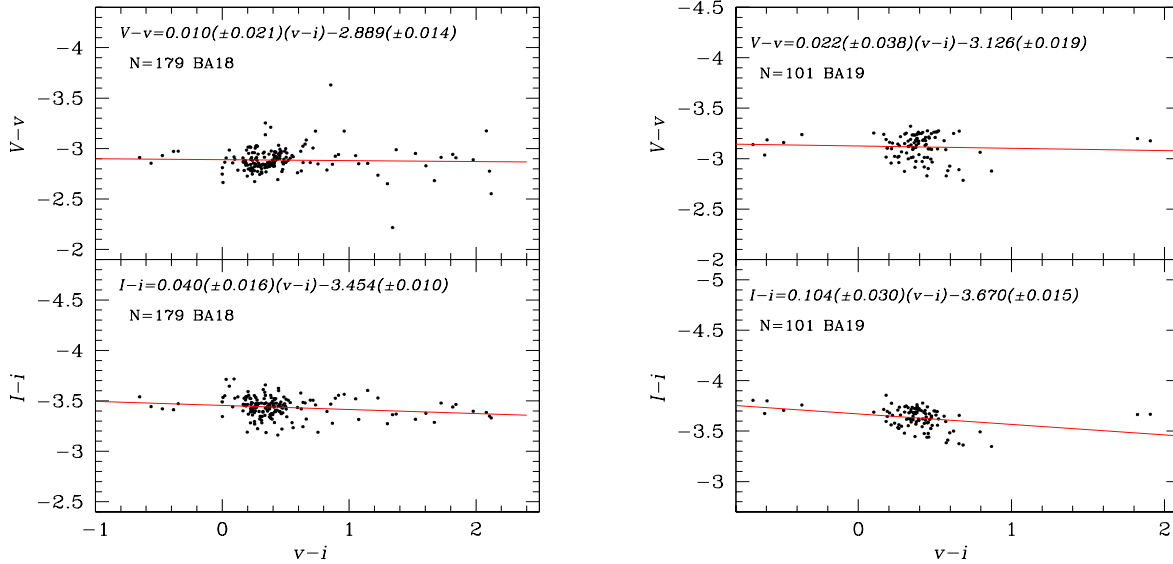 V−v=0.010(±0.021)(v−i)−2.889(±0.014)
N=179 BA18
−4
−3.5
−3
−2.5
−2
V−v
I−i=0.040(±0.016)(v−i)−3.454(±0.010)
N=179 BA18
−4.5
−4
−3.5
−3
−2.5
I−i
−1
0
1
2
v−i
V−v=0.022(±0.038)(v−i)−3.126(±0.019)
N=101 BA19
−4.5
−4
−3.5
−3
−2.5
−2
V−v
I−i=0.104(±0.030)(v−i)−3.670(±0.015)
N=101 BA19
−5
−4.5
−4
−3.5
−3
I−i
0
1
2
v−i